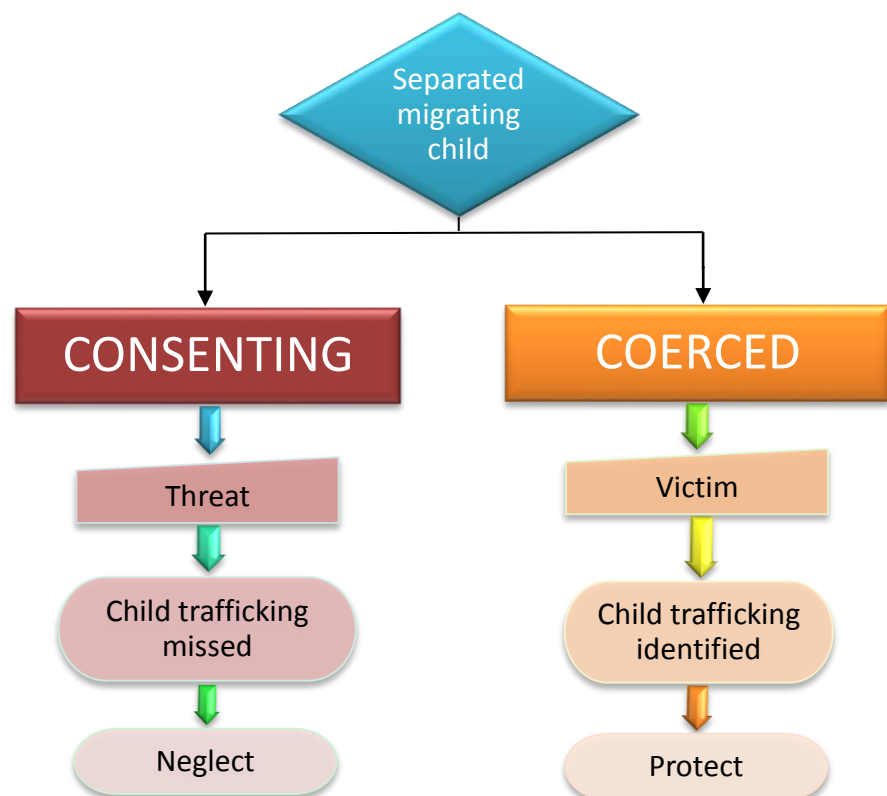 Separated
migrating
child
CONSENTING
COERCED
Threat
Victim
Child trafficking
missed
Child trafficking
identified
Neglect
Protect